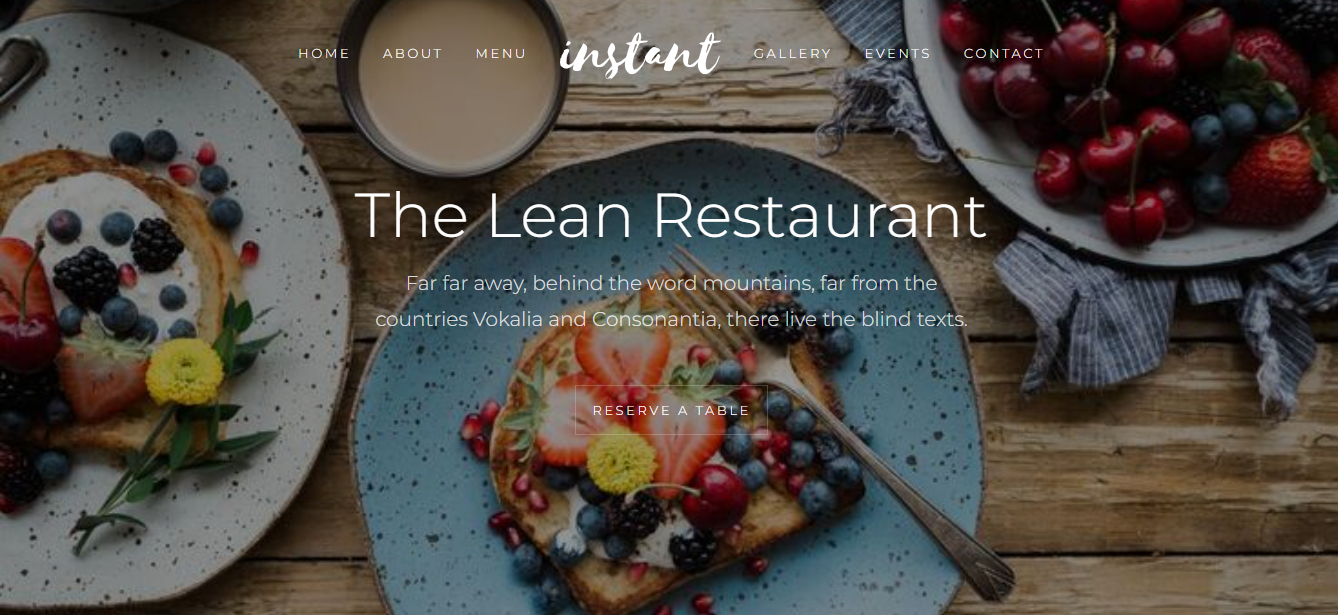 HOME ABOUT MENU instant GALLERY EVENTS CONTACT
The Lean Restaurant
Far far away, behind the word mountains, far from the
countries Vokalia and Consonantia, there live the blind texts.
RESERVE A TABLE